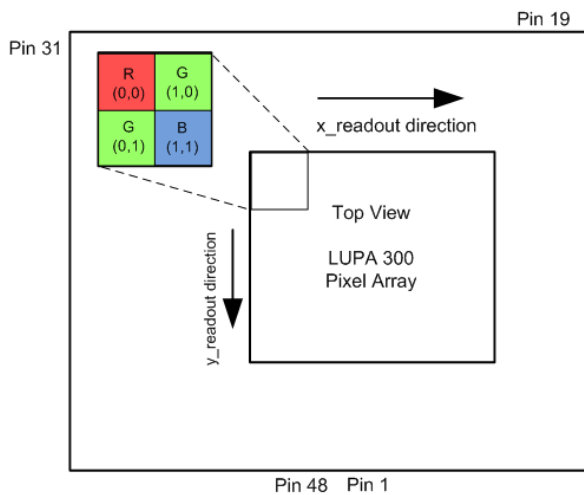 Pin 19
Pin 31
R
(0,0)
G
(1,0)
G
(0,1)
B
(1,1)
x_readout direction
Top View
LUPA 300
Pixel Array
y_readout direction
Pin 48
Pin 1